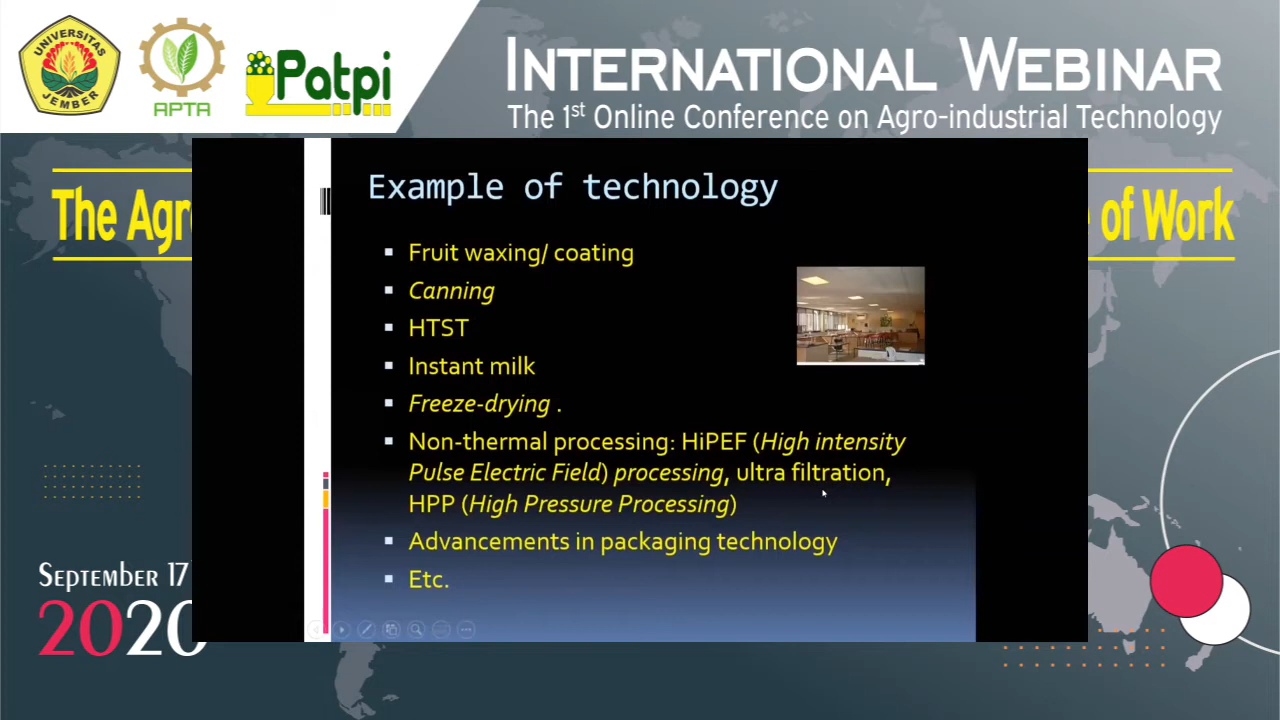 UNIVERSITAS
JEMBER
APTA
Patpi
INTERNATIONAL WEBINAR
The 1st Online Conference on Agro-industrial Technology
The Agr
of Work
Example of technology
Fruit waxing/ coating
Canning
HTST
Instant milk
Freeze-drying .
Non-thermal processing: HiPEF (High intensity
Pulse Electric Field) processing, ultra filtration,
HPP (High Pressure Processing)
Advancements in packaging technology
Etc.
September 17
2020